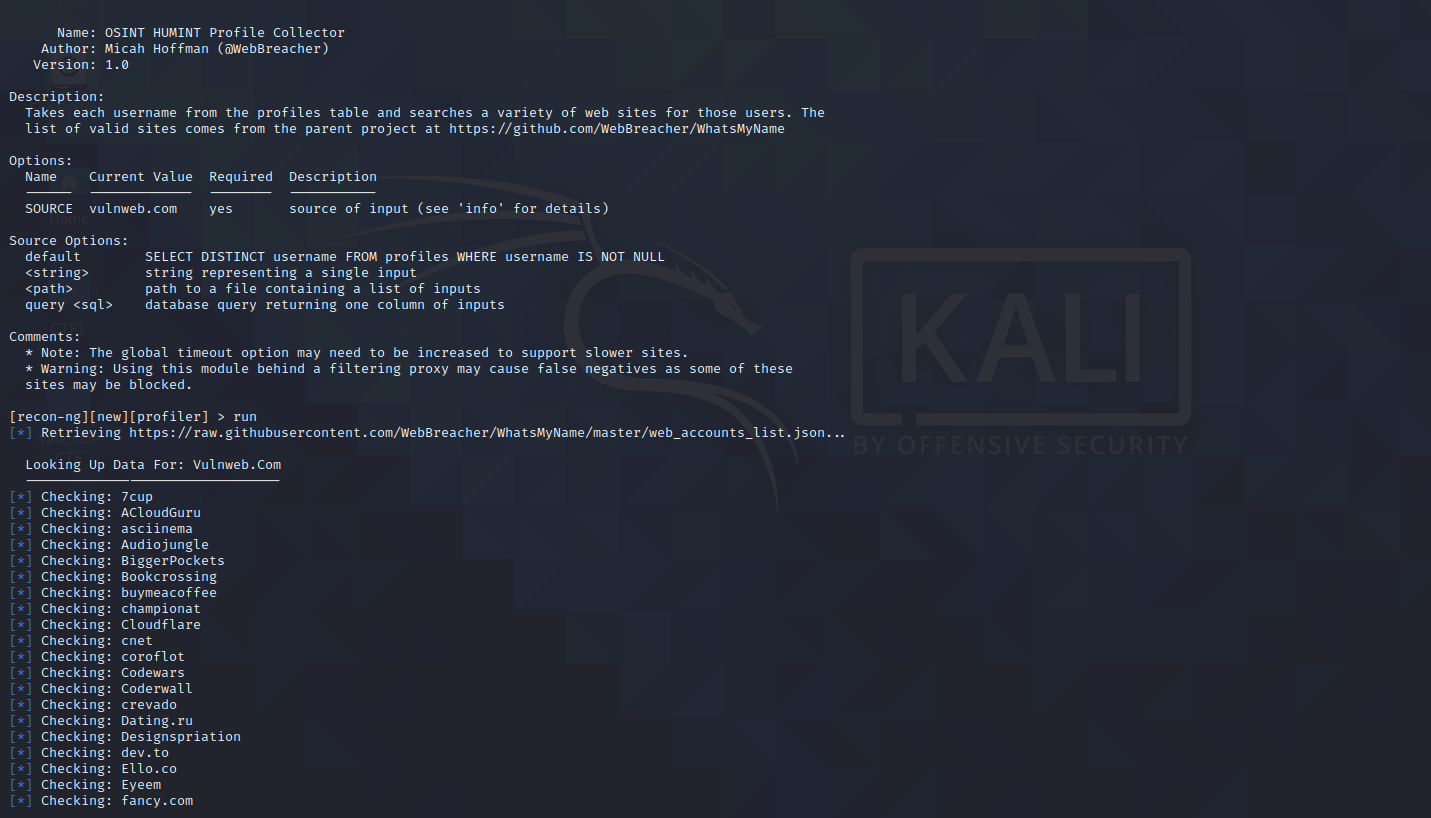 Name: OSINT HUMINT Profile Collector
Author: Micah Hoffman (@WebBreacher)
Version: 1.0
Description:
Takes each username from the profiles table and searches a variety of web sites for those users. The
list of valid sites comes from the parent project at https://github.com/WebBreacher/WhatsMyName
Options:
Name Current Value Required Description
SOURCE vulnweb.com yes source of input (see 'info' for details)
Source Options:
default SELECT DISTINCT username FROM profiles WHERE username IS NOT NULL
<string> string representing a single input
<path> path to a file containing a list of inputs
query <sql> database query returning one column of inputs
Comments:
* Note: The global timeout option may need to be increased to support slower sites.
* Warning: Using this module behind a filtering proxy may cause false negatives as some of these
sites may be blocked.
[recon-ng][new][profiler] > run
[*] Retrieving https://raw.githubusercontent.com/WebBreacher/WhatsMyName/master/web_accounts_list.json...
Looking Up Data For: Vulnweb.Com
[*] Checking: 7cup
[*] Checking: ACloudGuru
[*] Checking: asciinema
[*] Checking: Audiojungle
[*] Checking: BiggerPockets
[*] Checking: Bookcrossing
[*] Checking: buymeacoffee
[*] Checking: championat
[*] Checking: Cloudflare
[*] Checking: cnet
[*] Checking: coroflot
[*] Checking: Codewars
[*] Checking: Coderwall
[*] Checking: crevado
[*] Checking: Dating.ru
[*] Checking: Designspriation
[*] Checking: dev.to
[*] Checking: Ello.co
[*] Checking: Eyeem
[*] Checking: fancy.com
KALI
BY OFFENSIVE SECURITY
Home